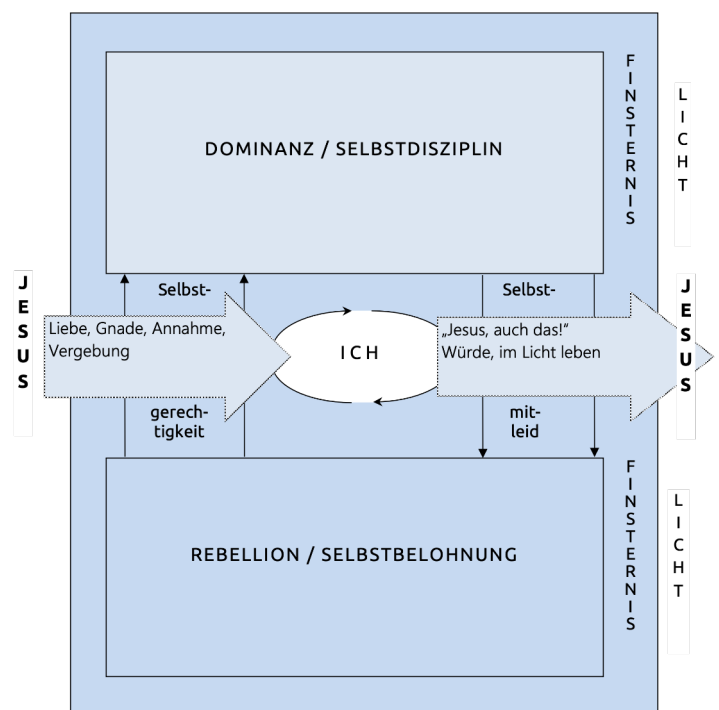 FINSTERNIS
LICHT
DOMINANZ / SELBSTDISZIPLIN
JESUS
Selbst-
Selbst-
JESUS
Liebe, Gnade, Annahme,
Vergebung
ICH
„Jesus, auch das!“
Würde, im Licht leben
gerech-
tigkeit
mit-
leid
FINSTERNIS
LICHT
REBELLION / SELBSTBELOHNUNG